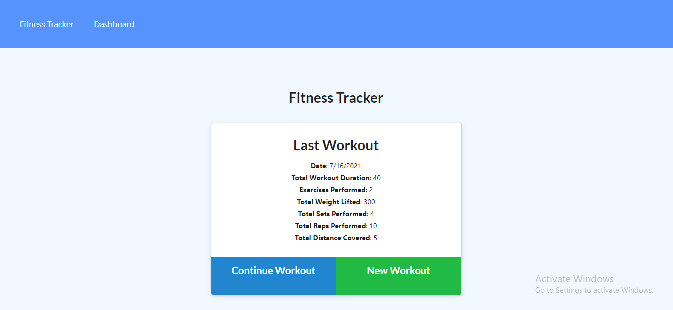 Fitness Tracker Dashboard
Fitness Tracker
Last Workout
Date: 7/16/2021
Total Workout Duration: 40
Exercises Performed: 2
Total Weight Lifted: 300
Total Sets Performed: 4
Total Reps Performed: 10
Total Distance Covered: 5
Continue Workout New Workout
Activate Windows
Go to Settings to activate Windows.